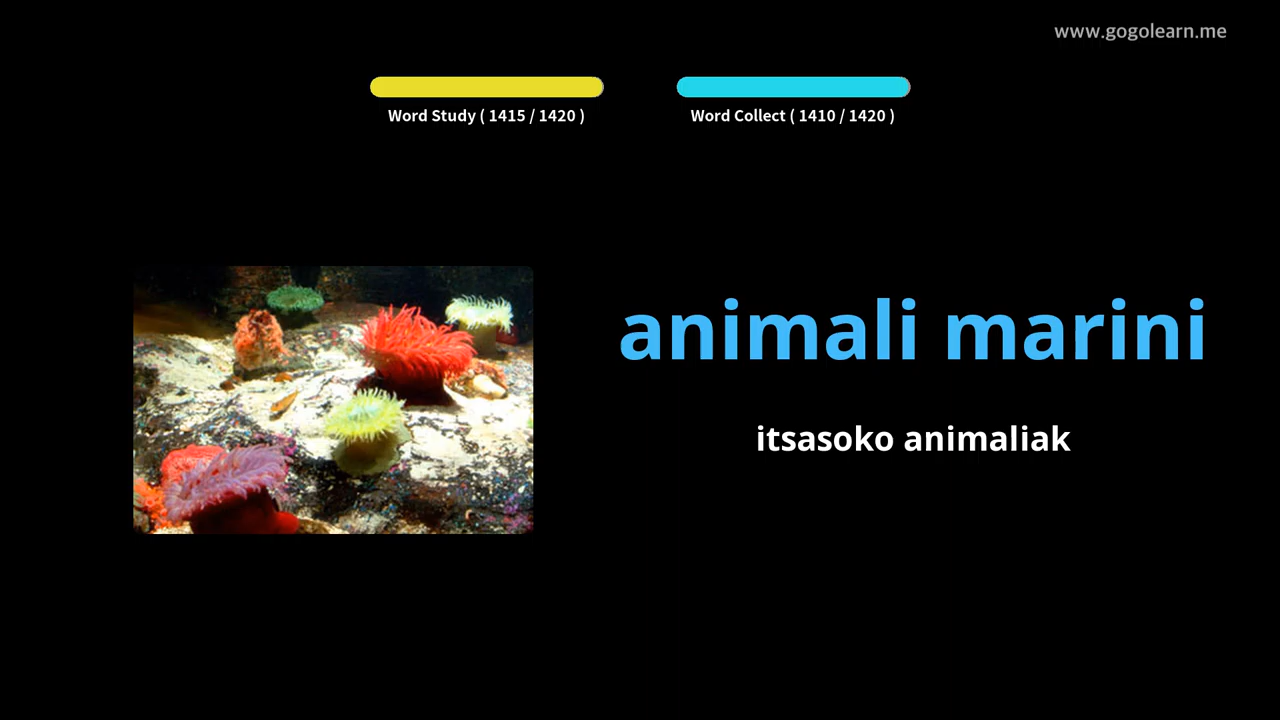 www.gogolearn.me
Word Study ( 1415 / 1420 )
Word Collect ( 1410 / 1420 )
animali marini
itsasoko animaliak